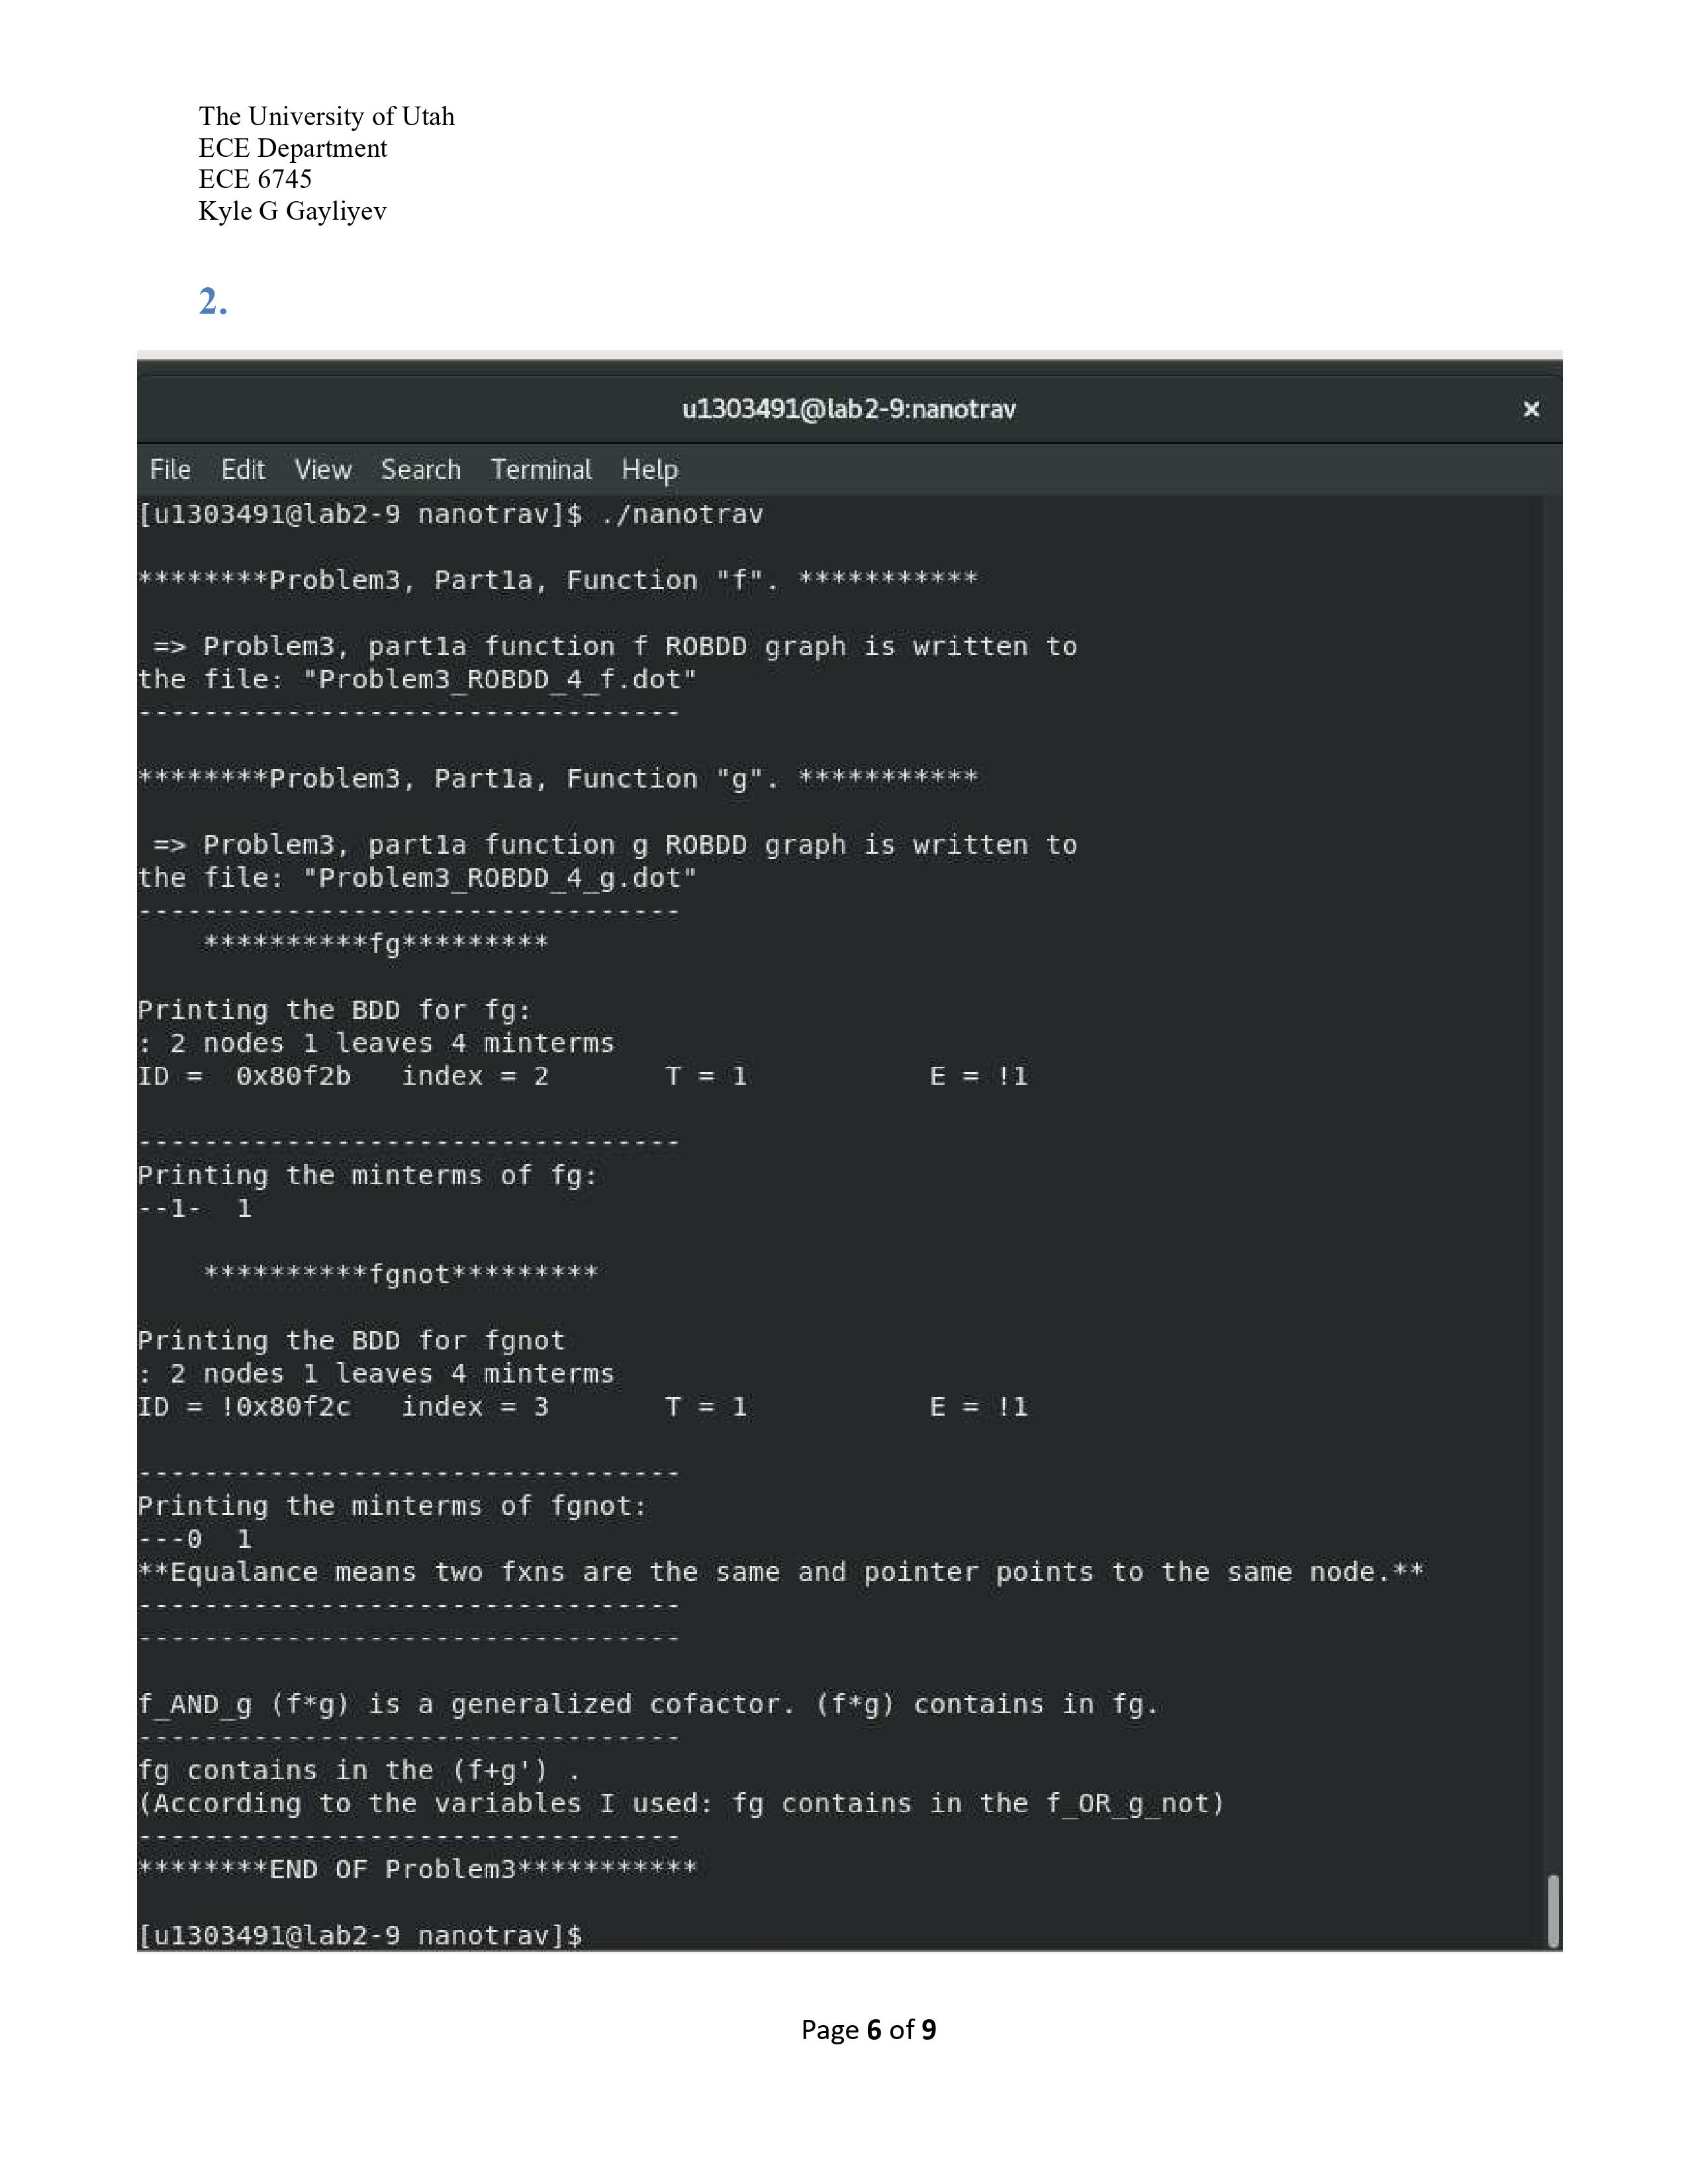 The University of Utah
ECE Department
ECE 6745
Kyle G Gayliyev
2.
u1303491@lab2-9:nanotrav ×
File Edit View Search Terminal Help
[u1303491@lab2-9 nanotrav]$ ./nanotrav
********Problem3, Part1a, Function "f". ***********
=> Problem3, part1a function f ROBDD graph is written to
the file: "Problem3_ROBDD_4_f.dot"
---------------------------------
********Problem3, Part1a, Function "g". ***********
=> Problem3, part1a function g ROBDD graph is written to
the file: "Problem3_ROBDD_4_g.dot"
---------------------------------
**********fg*********
Printing the BDD for fg:
: 2 nodes 1 leaves 4 minterms
ID =  0x80f2b   index = 2       T = 1           E = !1
---------------------------------
Printing the minterms of fg:
--1-  1
**********fgnot*********
Printing the BDD for fgnot
: 2 nodes 1 leaves 4 minterms
ID = !0x80f2c   index = 3       T = 1           E = !1
---------------------------------
Printing the minterms of fgnot:
---0  1
**Equalance means two fxns are the same and pointer points to the same node.**
---------------------------------
---------------------------------
f_AND_g (f*g) is a generalized cofactor. (f*g) contains in fg.
---------------------------------
fg contains in the (f+g') .
(According to the variables I used: fg contains in the f_OR_g_not)
---------------------------------
********END OF Problem3***********
[u1303491@lab2-9 nanotrav]$
Page 6 of 9